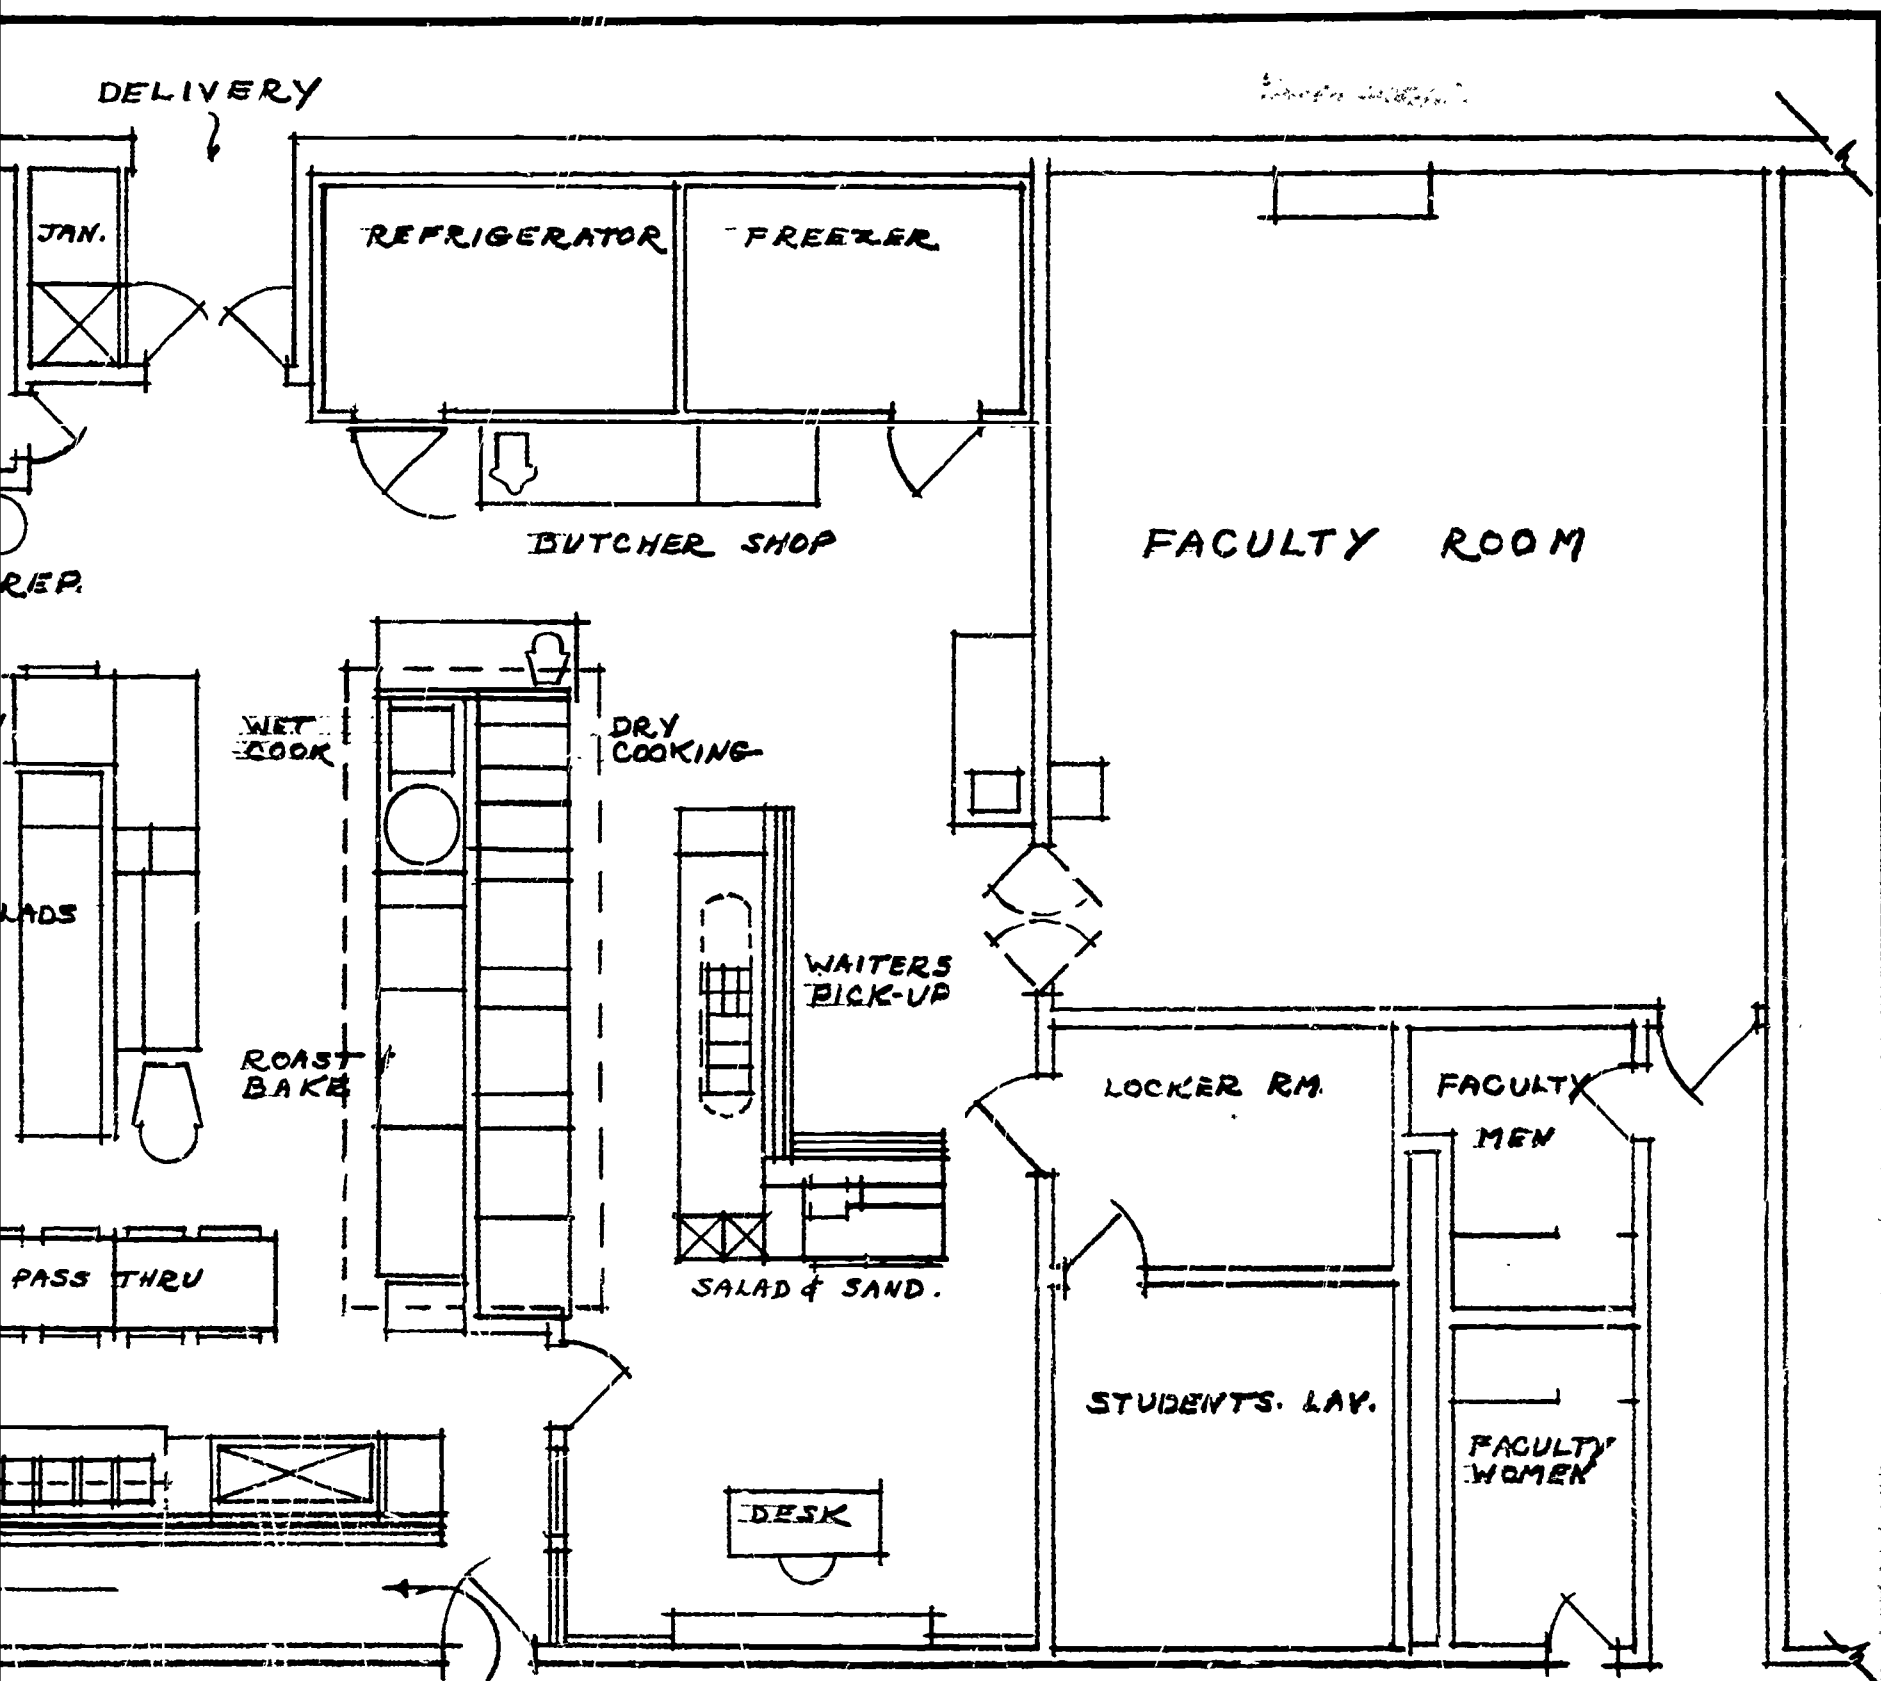 DELIVERY
JAN.
REFRIGERATOR
FREEZER
BUTCHER SHOP
FACULTY ROOM
REP.
WET
COOK
DRY
COOKING
LADS
WAITERS
PICK-UP
ROAST
BAKE
LOCKER RM.
FACULTY
MEN
PASS THRU
SALAD & SAND.
STUDENTS. LAV.
FACULTY
WOMEN
DESK